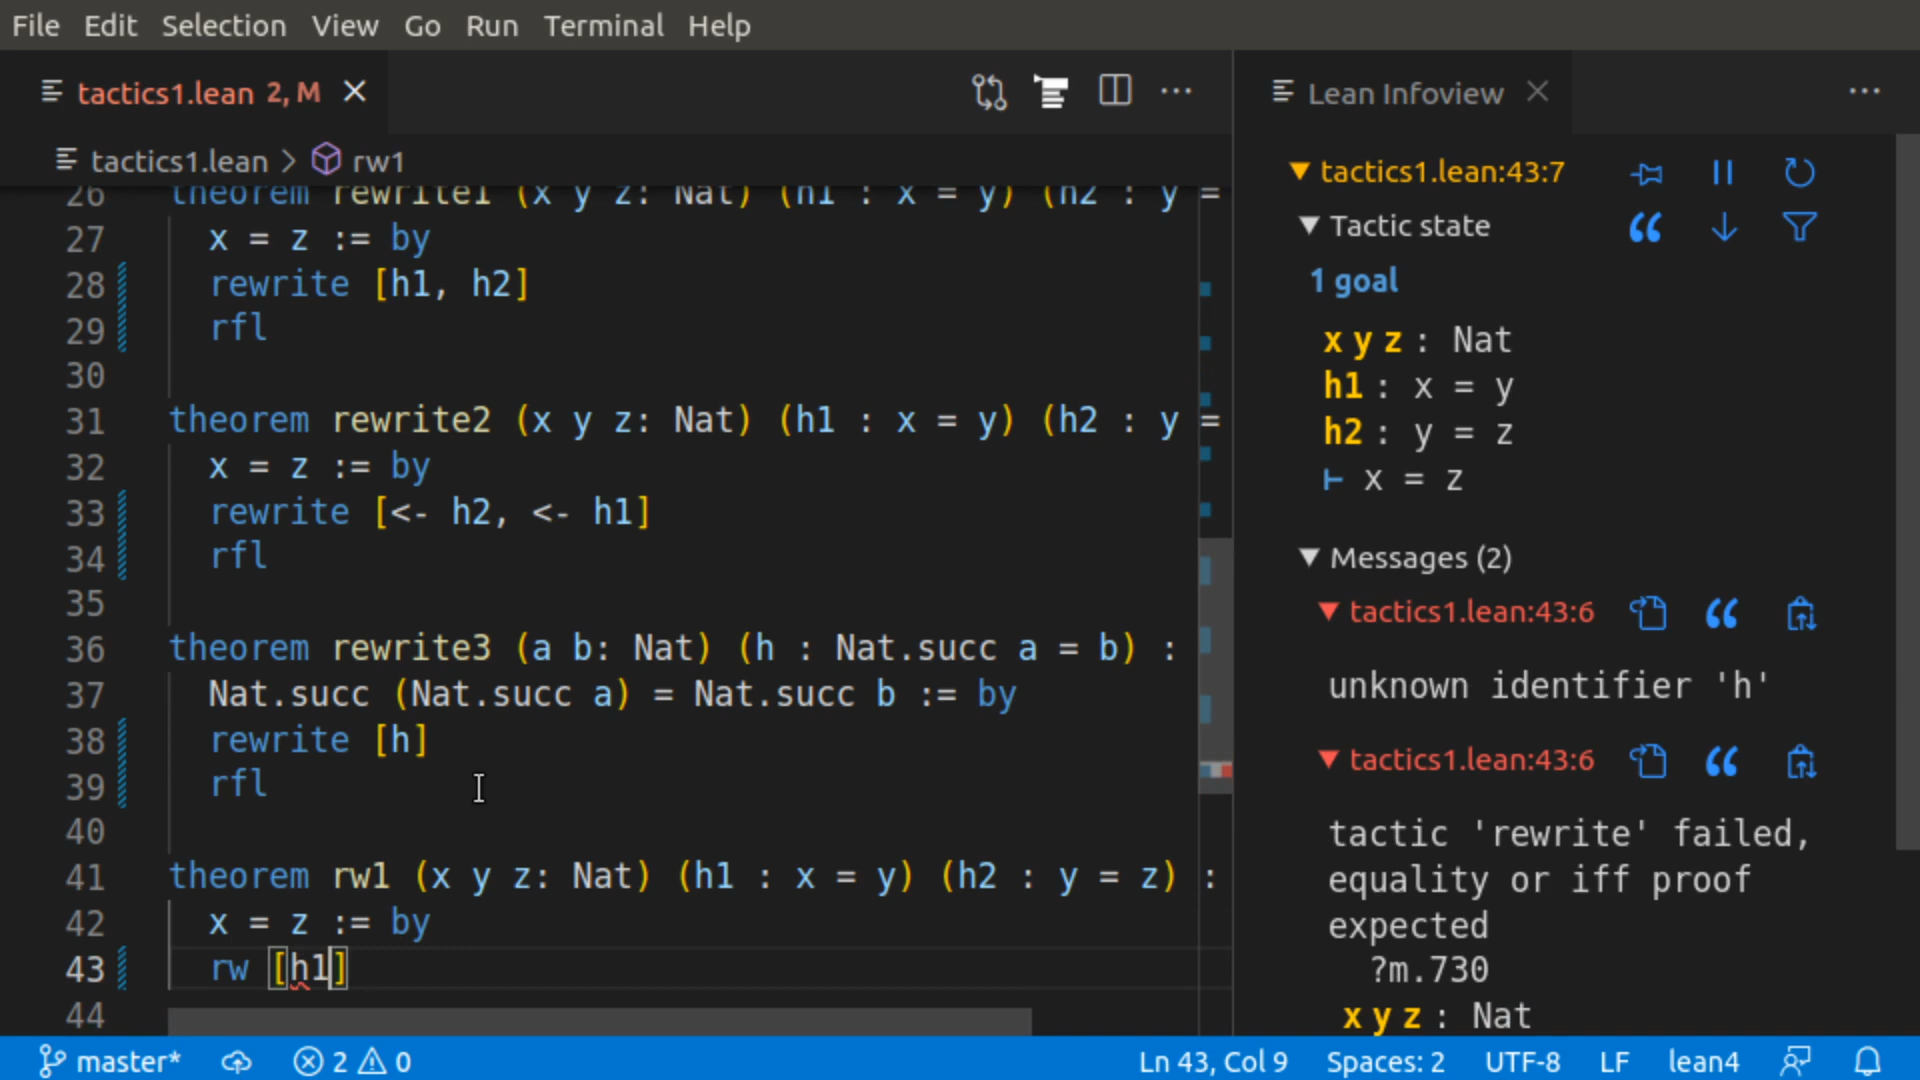 File Edit Selection View Go Run Terminal Help
tactics1.lean 2, M
Lean Infoview
tactics1.lean > rw1
26 theorem rewrite1 (x y z: Nat) (h1 : x = y) (h2 : y =
27 x = z := by
28 rewrite [h1, h2]
29 rfl
30
31 theorem rewrite2 (x y z: Nat) (h1 : x = y) (h2 : y =
32 x = z := by
33 rewrite [<- h2, <- h1]
34 rfl
35
36 theorem rewrite3 (a b: Nat) (h : Nat.succ a = b) :
37 Nat.succ (Nat.succ a) = Nat.succ b := by
38 rewrite [h]
39 rfl
40
41 theorem rw1 (x y z: Nat) (h1 : x = y) (h2 : y = z) :
42 x = z := by
43 rw [h1]
44
tactics1.lean:43:7
Tactic state
1 goal
x y z : Nat
h1 : x = y
h2 : y = z
⊢ x = z
Messages (2)
tactics1.lean:43:6
unknown identifier 'h'
tactics1.lean:43:6
tactic 'rewrite' failed,
equality or iff proof
expected
?m.730
x y z : Nat
master* 2 0 Ln 43, Col 9 Spaces: 2 UTF-8 LF lean4